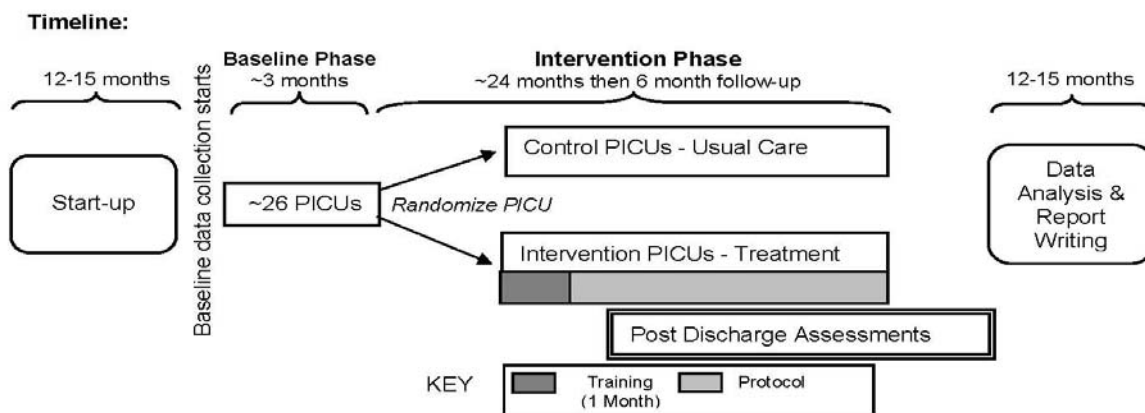 Timeline:
12-15 months
Baseline data collection starts
Baseline Phase
~3 months
Intervention Phase
~24 months then 6 month follow-up
12-15 months
Start-up
~26 PICUs
Randomize PICU
Control PICUs - Usual Care
Intervention PICUs - Treatment
Post Discharge Assessments
Data
Analysis &
Report
Writing
KEY
Training
(1 Month)
Protocol